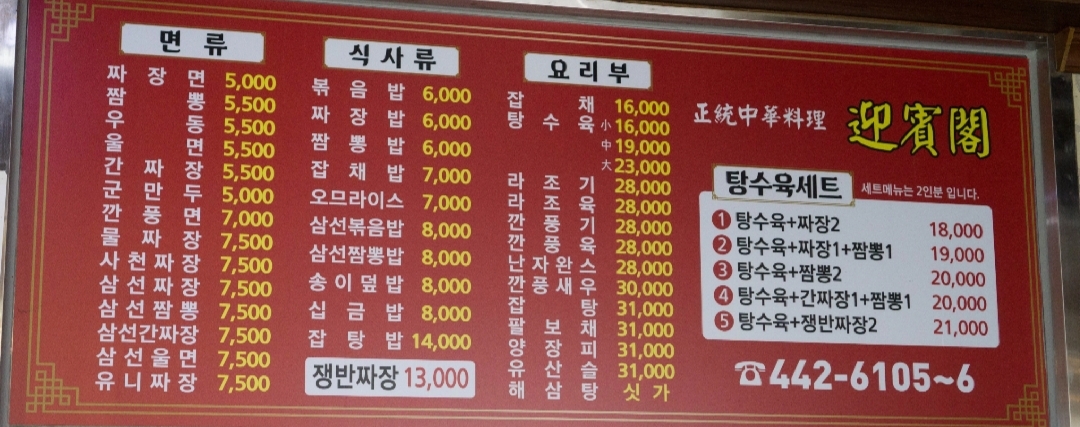 면류
짜장면 5,000
짬뽕 5,500
우동 5,500
울면 5,500
간짜장 5,500
군만두 5,000
깐풍면 7,000
물짜장 7,500
사천짜장 7,500
삼선짜장 7,500
삼선짬뽕 7,500
삼선간짜장 7,500
삼선울면 7,500
유니짜장 7,500
식사류
볶음밥 6,000
짜장밥 6,000
짬뽕밥 6,000
잡채밥 7,000
오므라이스 7,000
삼선볶음밥 8,000
삼선짬뽕밥 8,000
송이덮밥 8,000
십금밥 8,000
잡탕밥 14,000
쟁반짜장 13,000
요리부
잡채 16,000
탕수육 小 16,000
中 19,000
大 23,000
라조기 28,000
라조육 28,000
깐풍기 28,000
깐풍육 28,000
난자완스 28,000
깐풍새우 30,000
잡탕 31,000
팔보채 31,000
양장피 31,000
유산슬 31,000
해삼탕 싯가
正統中華料理 迎賓閣
탕수육세트 세트메뉴는 2인분 입니다.
1 탕수육+짜장2 18,000
2 탕수육+짜장1+짬뽕1 19,000
3 탕수육+짬뽕2 20,000
4 탕수육+간짜장1+짬뽕1 20,000
5 탕수육+쟁반짜장2 21,000
☎442-6105~6